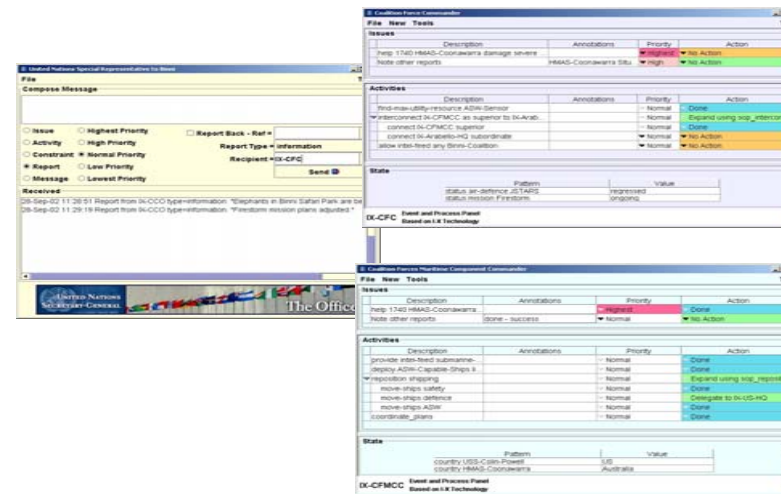 United Nations Special Representative to Binni
File
Compose Message
Issue
Highest Priority
Report Back - Ref =
Activity
High Priority
Report Type =
information
Constraint
Normal Priority
Recipient =
IX-CFC
Report
Low Priority
Send
Message
Lowest Priority
Received
28-Sep-02 11:28:51 Report from IX-CCO type=information. "Elephants in Binni Safari Park are be
28-Sep-02 11:29:19 Report from IX-CCO type=information. "Firestorm mission plans adjusted."
UNITED NATIONS
SECRETARY-GENERAL
The Office
Coalition Force Commander
File New Tools
Issues
Description Annotations Priority Action
help 1740 HMAS-Coonawarra damage severe ... Highest No Action
Note other reports HMAS-Coonawarra Situ High No Action
Activities
Description Annotations Priority Action
find-max-utility-resource ASW-Sensor Normal Done
interconnect IX-CFMCC as superior to IX-Arab... Normal Expand using sop_intercon
connect IX-CFMCC superior Normal Done
connect IX-Arabello-HQ subordinate Normal No Action
allow intel-feed any Binni-Coalition Normal No Action
State
Pattern Value
status air-defence JSTARS regressed
status mission Firestorm ongoing
IX-CFC Event and Process Panel
Based on I-X Technology
Coalition Forces Maritime Component Commander
File New Tools
Issues
Description Annotations Priority Action
help 1740 HMAS-Coonawarra... Highest Done
Note other reports done - success Normal No Action
Activities
Description Annotations Priority Action
provide intel-feed submarine-... Normal Done
deploy ASW-Capable-Ships ... Normal Done
reposition shipping Normal Expand using sop_reposit
move-ships safety Normal Done
move-ships defence Normal Delegate to IX-US-HQ
move-ships ASW Normal Done
coordinate_plans Normal Done
State
Pattern Value
country USS-Colin-Powell US
country HMAS-Coonawarra Australia
IX-CFMCC Event and Process Panel
Based on I-X Technology